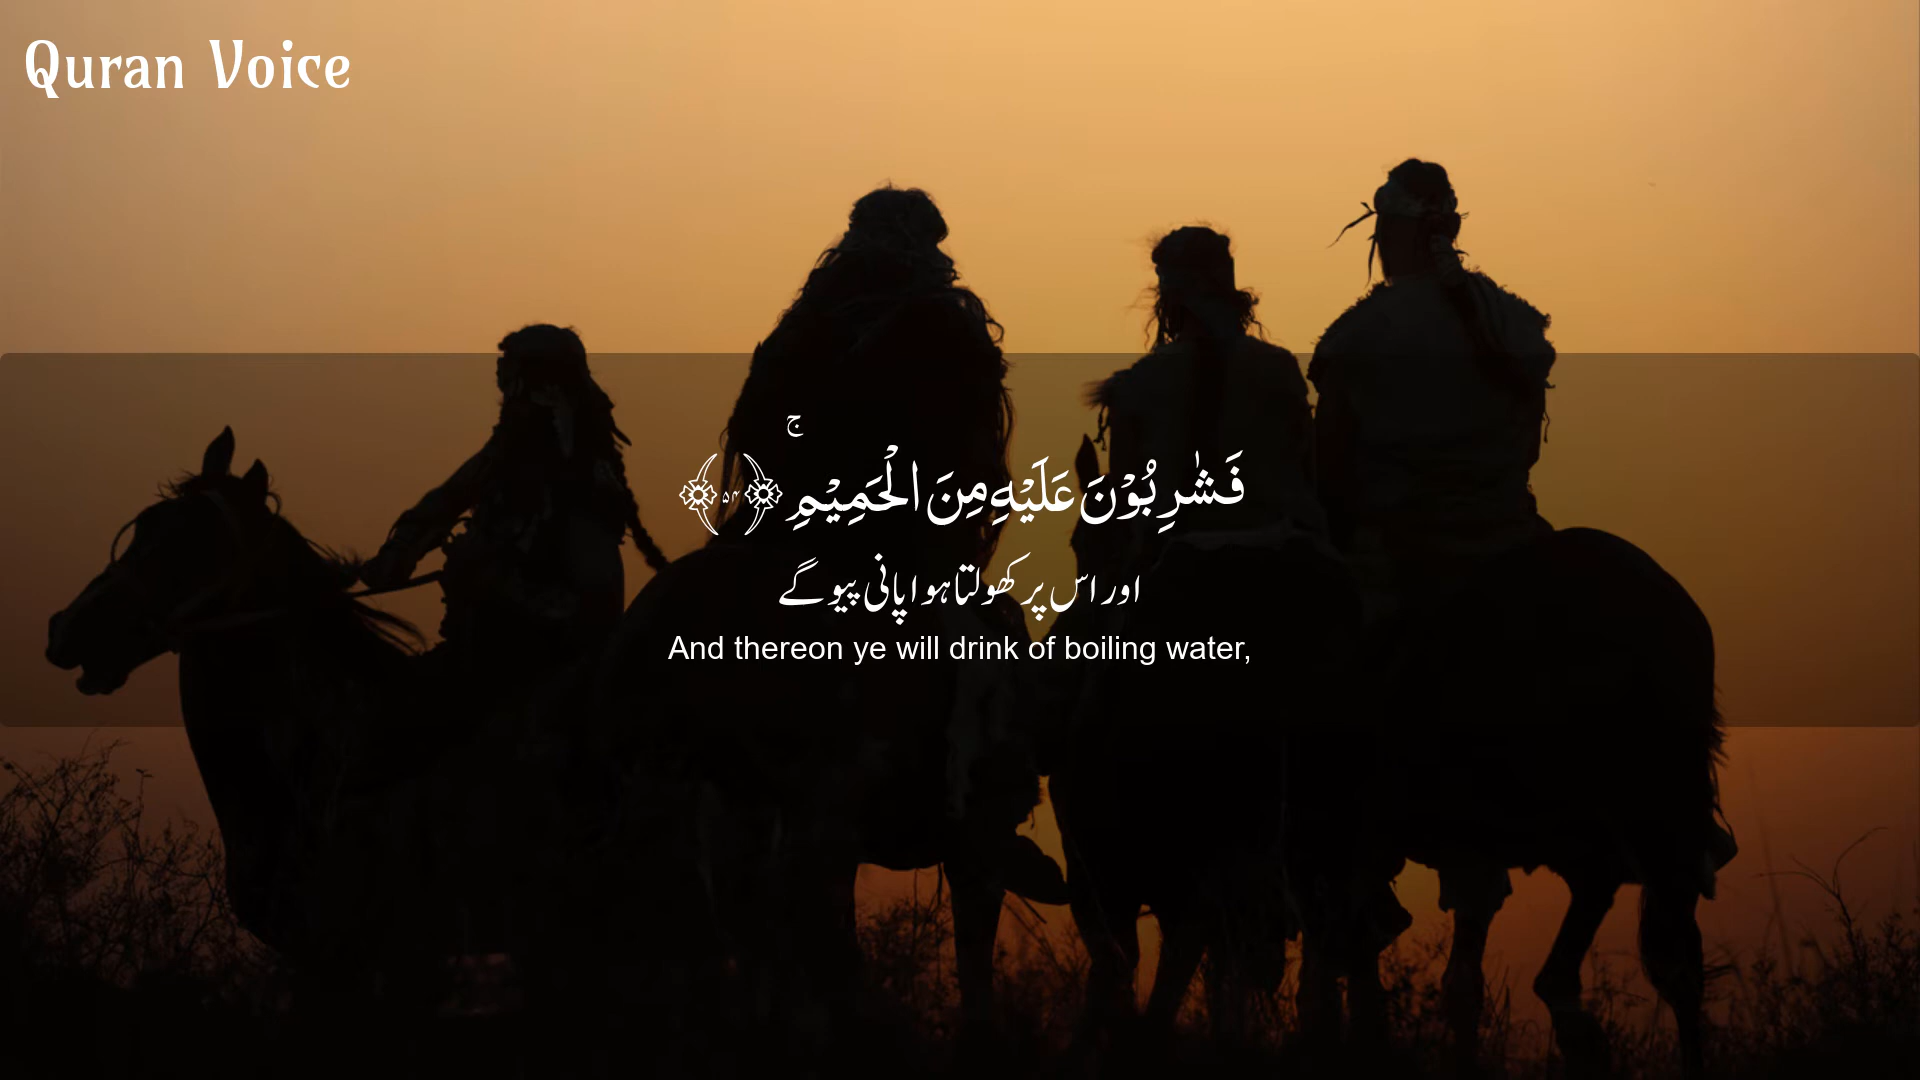 Quran Voice
فَشٰرِبُوْنَ عَلَيْهِ مِنَ الْحَمِيْمِ ۚ ﴿۵۴﴾
اور اس پر کھولتا ہوا پانی پیو گے
And thereon ye will drink of boiling water,